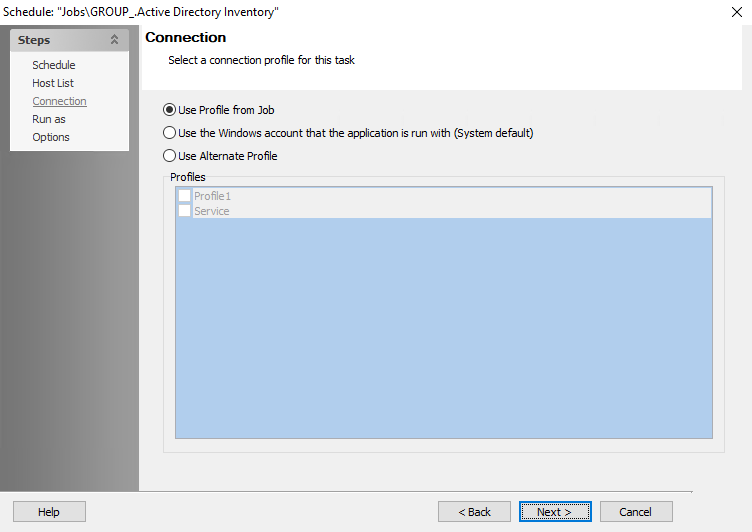 Schedule: "Jobs\GROUP_.Active Directory Inventory"
Steps
Schedule
Host List
Connection
Run as
Options
Connection
Select a connection profile for this task
Use Profile from Job
Use the Windows account that the application is run with (System default)
Use Alternate Profile
Profiles
Profile1
Service
Help
< Back
Next >
Cancel